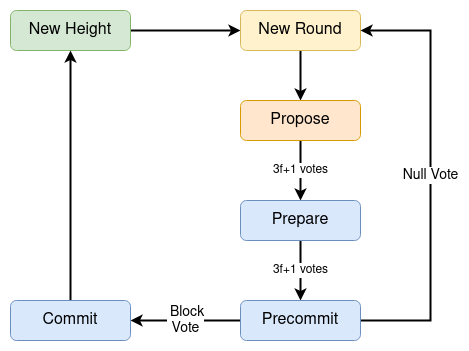 New Height
New Round
Propose
3f+1 votes
Null Vote
Prepare
3f+1 votes
Block
Vote
Commit
Precommit